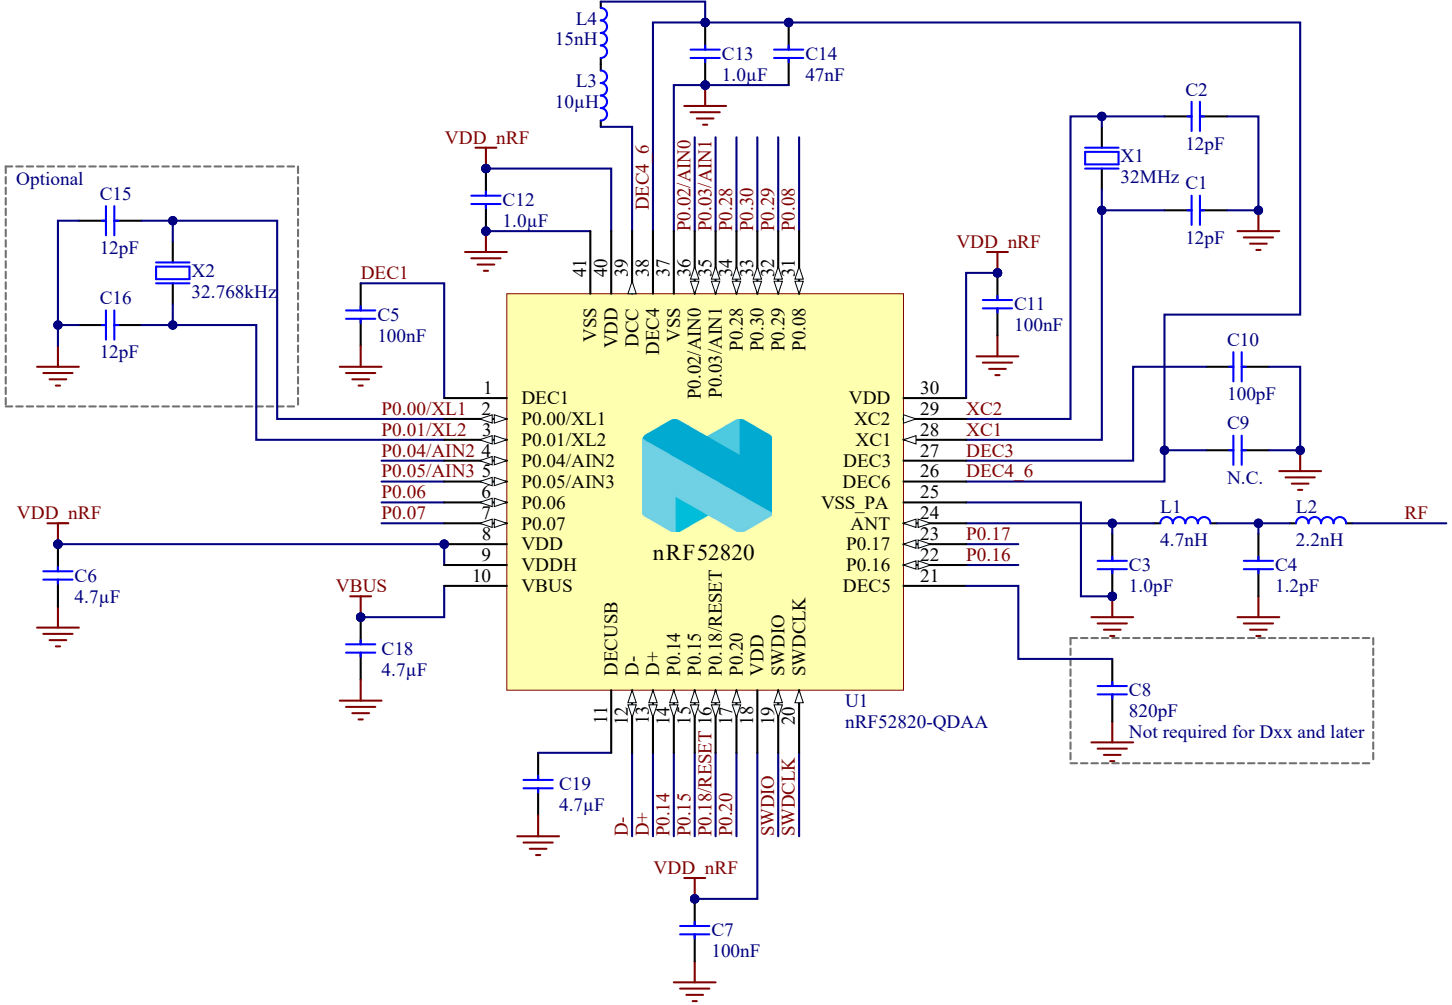 L4
15nH
L3
10µH
C13
1.0µF
C14
47nF
C2
12pF
X1
32MHz
C1
12pF
VDD_nRF
C12
1.0µF
DEC4_6
P0.02/AIN0
P0.03/AIN1
P0.28
P0.30
P0.29
P0.08
Optional
C15
12pF
X2
32.768kHz
C16
12pF
DEC1
C5
100nF
VDD_nRF
C11
100nF
C10
100pF
C9
N.C.
41
40
39
38
37
36
35
34
33
32
31
VSS
VDD
DCC
DEC4
VSS
P0.02/AIN0
P0.03/AIN1
P0.28
P0.30
P0.29
P0.08
1
DEC1
P0.00/XL1
2
P0.00/XL1
P0.01/XL2
3
P0.01/XL2
P0.04/AIN2
4
P0.04/AIN2
P0.05/AIN3
5
P0.05/AIN3
P0.06
6
P0.06
P0.07
7
P0.07
8
VDD
9
VDDH
10
VBUS
VDD
30
XC2
29
XC2
XC1
28
XC1
DEC3
27
DEC3
DEC6
26
DEC4_6
VSS_PA
25
ANT
24
P0.17
23
P0.17
P0.16
22
P0.16
DEC5
21
nRF52820
VDD_nRF
C6
4.7µF
VBUS
C18
4.7µF
L1
4.7nH
L2
2.2nH
RF
C3
1.0pF
C4
1.2pF
C8
820pF
Not required for Dxx and later
DECUSB
D-
D+
P0.14
P0.15
P0.18/RESET
P0.20
VDD
SWDIO
SWDCLK
11
12
13
14
15
16
17
18
19
20
U1
nRF52820-QDAA
C19
4.7µF
D-
D+
P0.14
P0.15
P0.18/RESET
P0.20
SWDIO
SWDCLK
VDD_nRF
C7
100nF